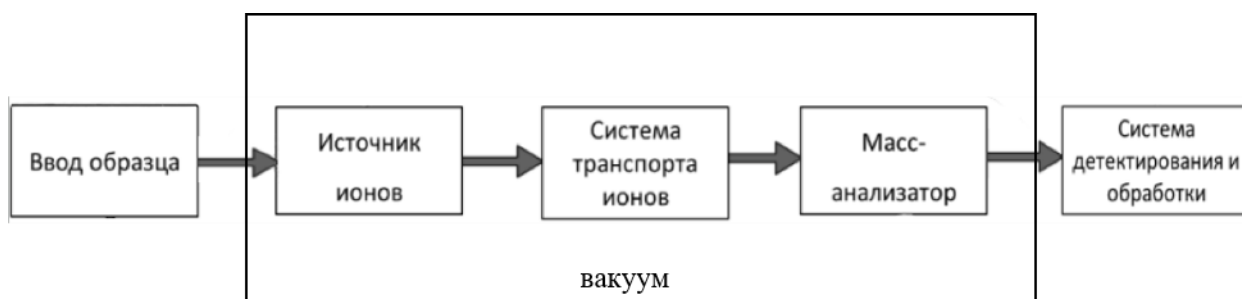 Ввод образца
Источник
ионов
Система
транспорта
ионов
Масс-
анализатор
Система
детектирования и
обработки
вакуум